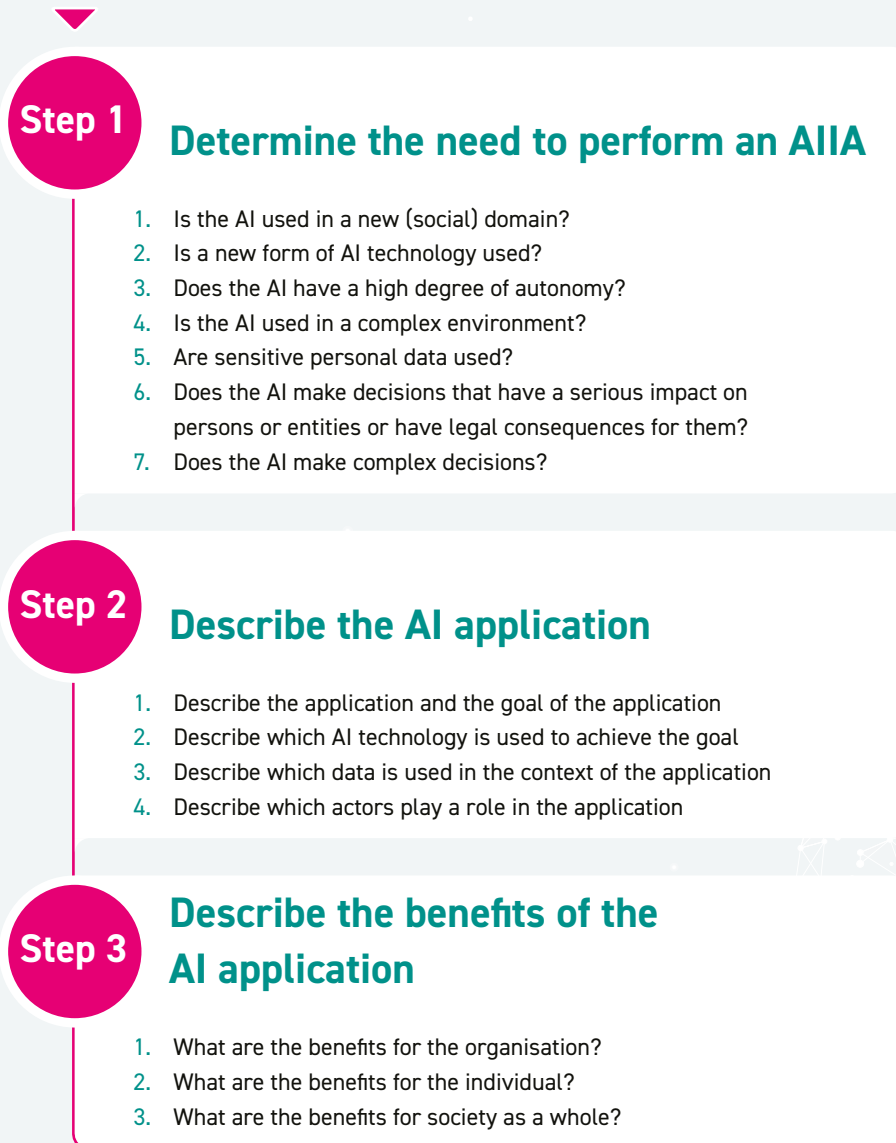 Step 1
Determine the need to perform an AIIA
1. Is the AI used in a new (social) domain?
2. Is a new form of AI technology used?
3. Does the AI have a high degree of autonomy?
4. Is the AI used in a complex environment?
5. Are sensitive personal data used?
6. Does the AI make decisions that have a serious impact on
persons or entities or have legal consequences for them?
7. Does the AI make complex decisions?
Step 2
Describe the AI application
1. Describe the application and the goal of the application
2. Describe which AI technology is used to achieve the goal
3. Describe which data is used in the context of the application
4. Describe which actors play a role in the application
Step 3
Describe the benefits of the
AI application
1. What are the benefits for the organisation?
2. What are the benefits for the individual?
3. What are the benefits for society as a whole?